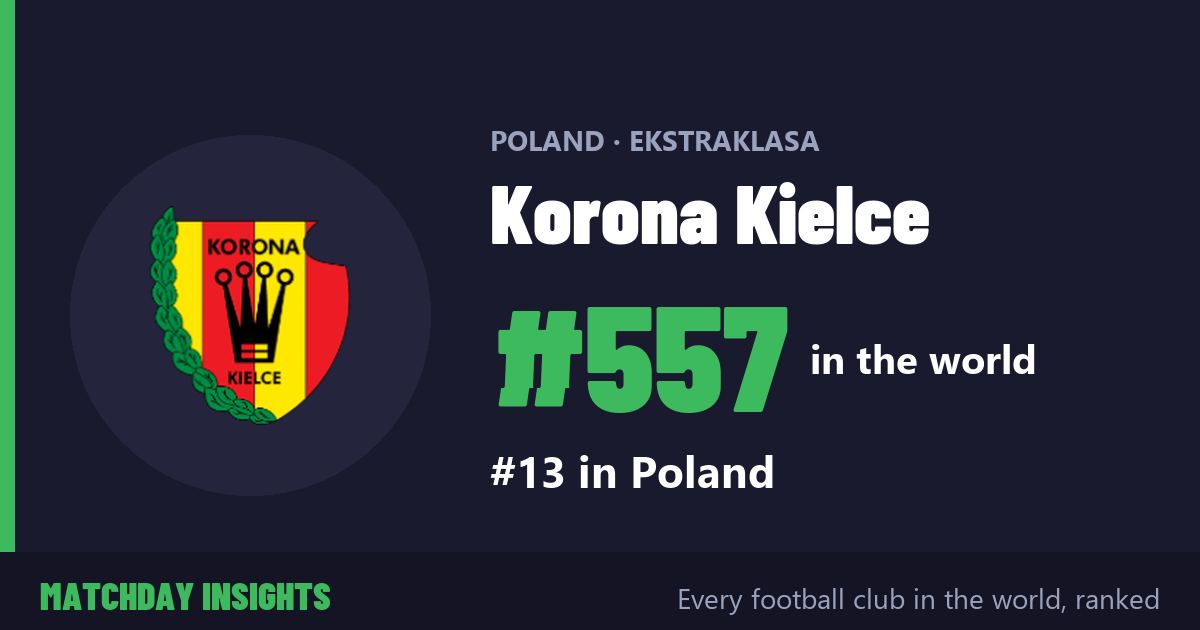 POLAND · EKSTRAKLASA
Korona Kielce
KORONA
KIELCE
#557 in the world
#13 in Poland
MATCHDAY INSIGHTS
Every football club in the world, ranked